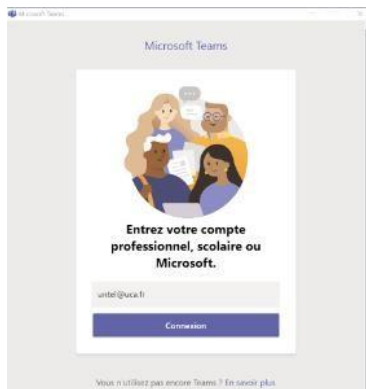 Microsoft Teams
Microsoft Teams
Entrez votre compte
professionnel, scolaire ou
Microsoft.
untel@uca.fr
Connexion
Vous n'utilisez pas encore Teams ? En savoir plus